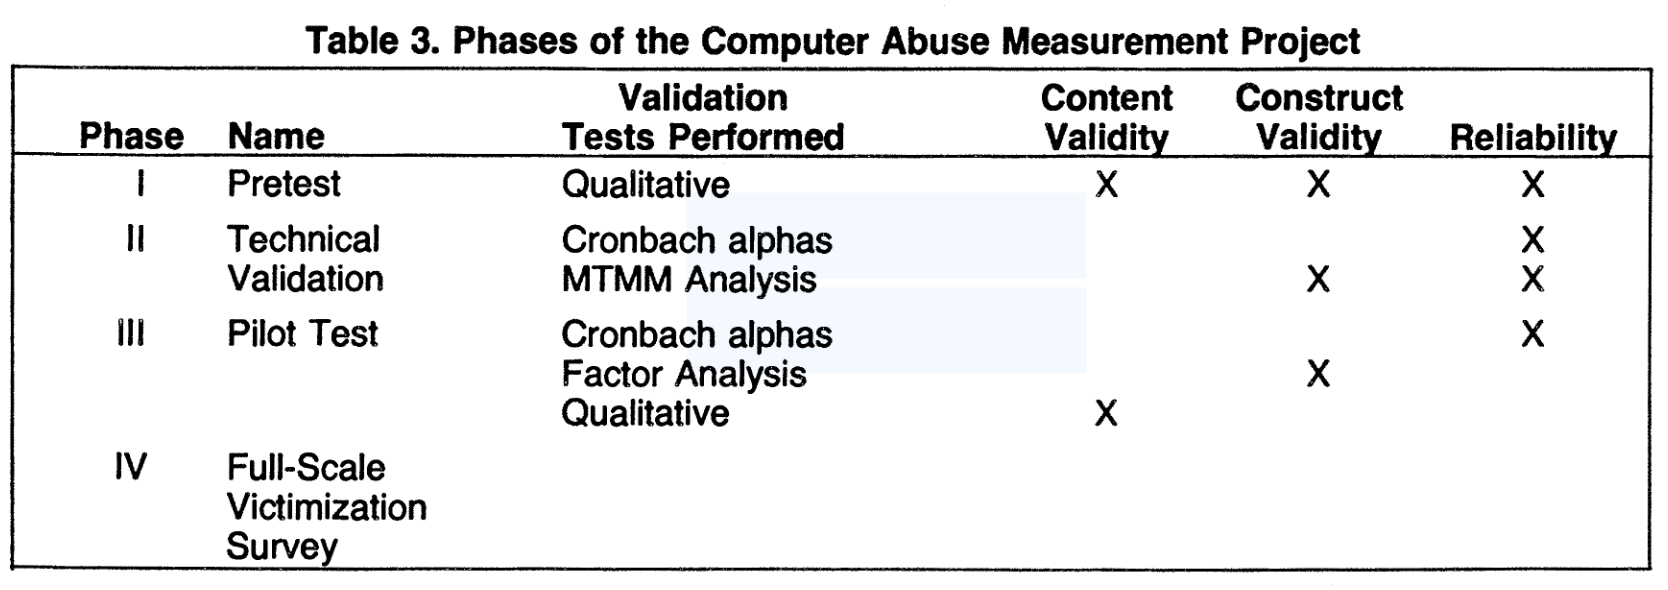 Table 3. Phases of the Computer Abuse Measurement Project
Validation Content Construct
Phase Name Tests Performed Validity Validity Reliability
I Pretest Qualitative X X X
II Technical Cronbach alphas X
Validation MTMM Analysis X X
III Pilot Test Cronbach alphas X
Factor Analysis X
Qualitative X
IV Full-Scale
Victimization
Survey